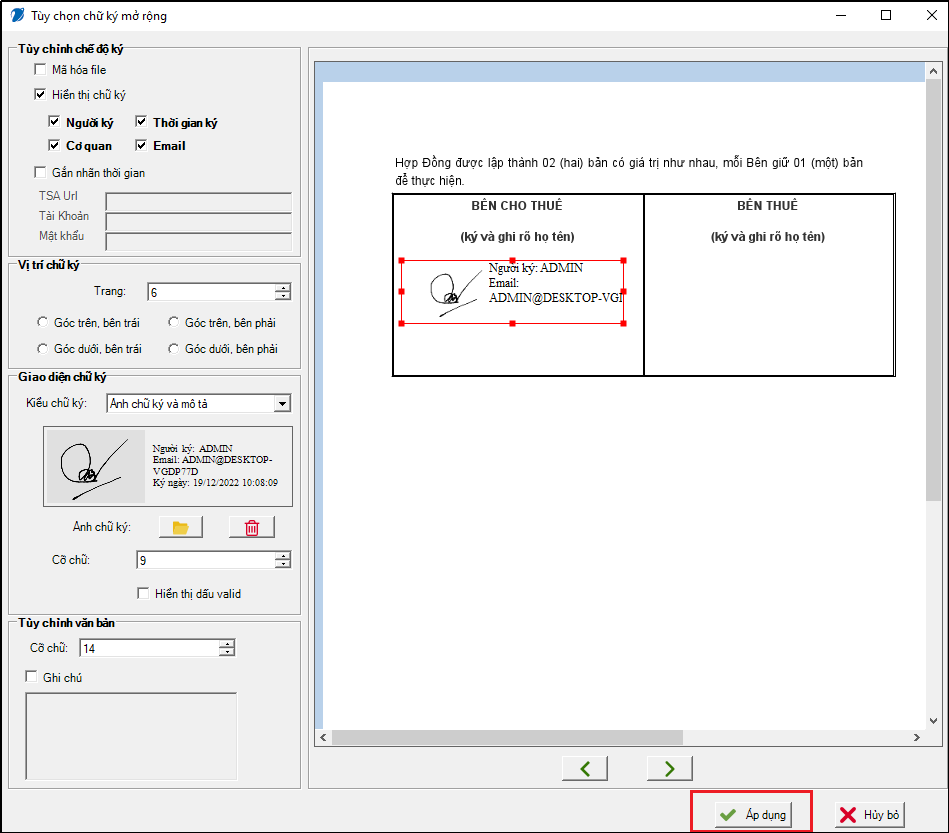 Tùy chọn chữ ký mở rộng
Tùy chỉnh chế độ ký
Mã hóa file
Hiển thị chữ ký
Người ký Thời gian ký
Cơ quan Email
Gắn nhãn thời gian
TSA Url
Tài Khoản
Mật khẩu
Vị trí chữ ký
Trang: 6
Góc trên, bên trái Góc trên, bên phải
Góc dưới, bên trái Góc dưới, bên phải
Giao diện chữ ký
Kiểu chữ ký: Ảnh chữ ký và mô tả
Người ký: ADMIN
Email: ADMIN@DESKTOP-
VGDP77D
Ký ngày: 19/12/2022 10:08:09
Ảnh chữ ký:
Cỡ chữ: 9
Hiển thị dấu valid
Tùy chỉnh văn bản
Cỡ chữ: 14
Ghi chú
Hợp Đồng được lập thành 02 (hai) bản có giá trị như nhau, mỗi Bên giữ 01 (một) bản
để thực hiện.
BÊN CHO THUÊ BÊN THUÊ
(ký và ghi rõ họ tên) (ký và ghi rõ họ tên)
Người ký: ADMIN
Email:
ADMIN@DESKTOP-VGI
Áp dụng Hủy bỏ